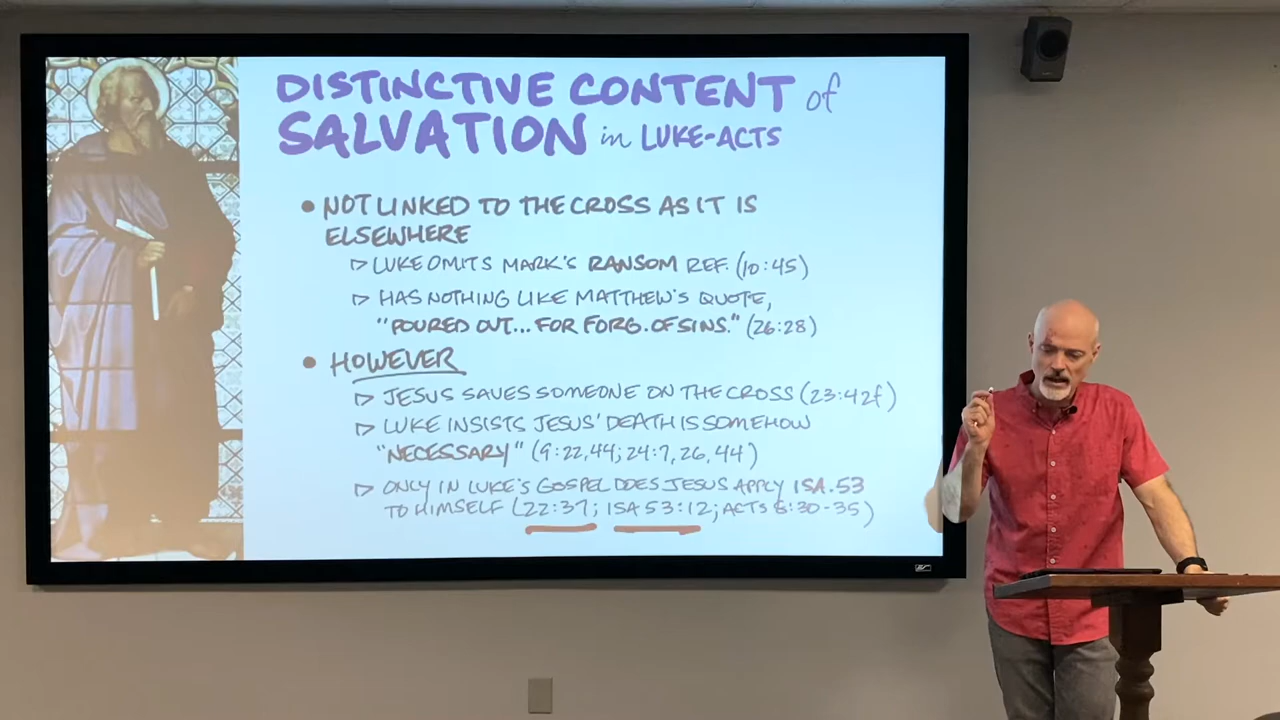 DISTINCTIVE CONTENT of
SALVATION in LUKE-ACTS
• NOT LINKED TO THE CROSS AS IT IS
ELSEWHERE
▷ LUKE OMITS MARK'S RANSOM REF. (10:45)
▷ HAS NOTHING LIKE MATTHEW'S QUOTE,
"POURED OUT... FOR FORG. OF SINS." (26:28)
• HOWEVER
▷ JESUS SAVES SOMEONE ON THE CROSS (23:42f)
▷ LUKE INSISTS JESUS' DEATH IS SOMEHOW
"NECESSARY" (9:22,44; 24:7,26,44)
▷ ONLY IN LUKE'S GOSPEL DOES JESUS APPLY ISA.53
TO HIMSELF (22:37; ISA 53:12; ACTS 8:30-35)